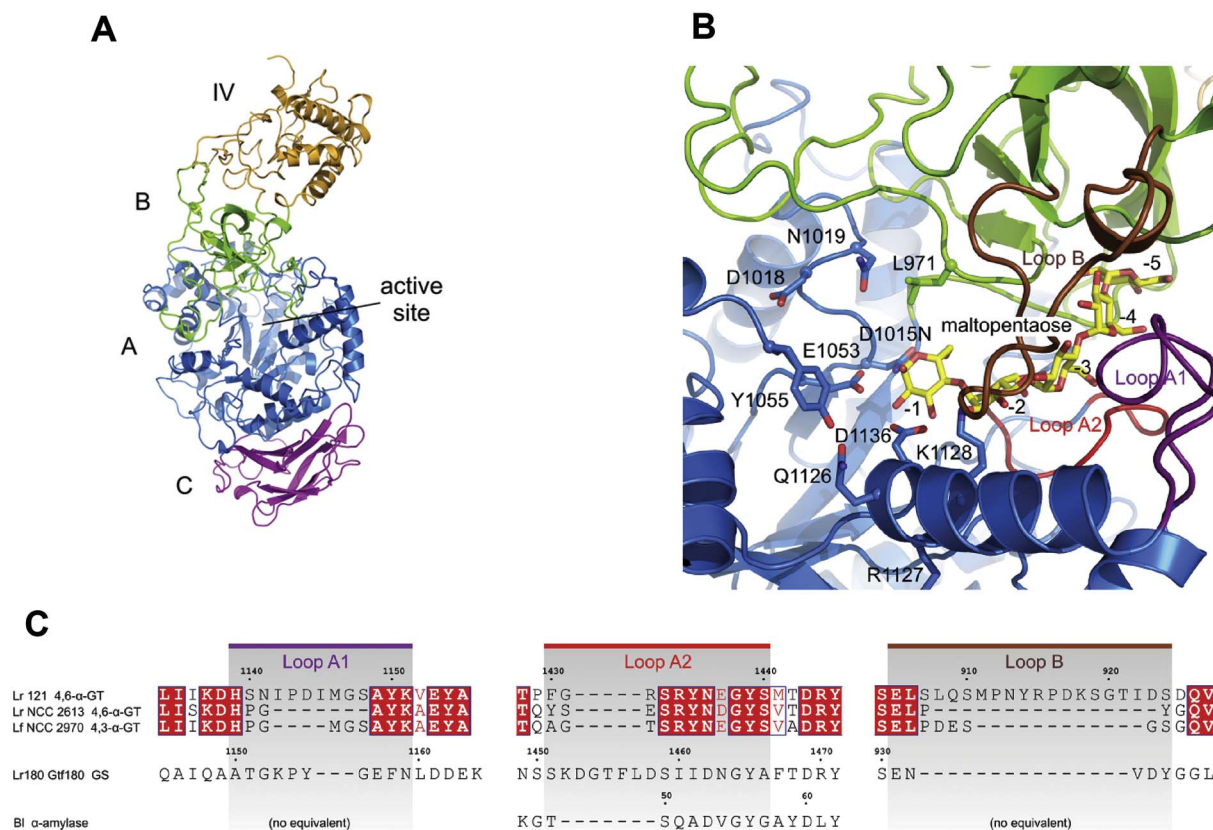 A
IV
B
active
site
A
C
B
N1019
D1018
L971
Loop B
-5
-4
maltopentaose
D1015N
E1053
-3
Loop A1
Y1055
-1
-2
Loop A2
D1136
K1128
Q1126
R1127
C
Loop A1 Loop A2 Loop B
1140 1150 1430 1440 910 920
Lr 121 4,6-α-GT LIIKDHSNIPDIMGSAYKVEYA TPFG-----RSRYNEGYSMTDRY SELSLQSMPNYRPDKSGTIDSDQV
Lr NCC 2613 4,6-α-GT LISKDHPG-----MGSAYKAEYA TQYS-----ESRYNDGYSVTDRY SELP----------------YGQV
Lf NCC 2970 4,3-α-GT LIIKDHPG-----MGSAYKAEYA TQAG-----TSRYNEGYSVADRY SELPDES-------------GSGQV
1150 1160 1450 1460 1470 930
Lr180 Gtf180 GS QAIQAATGKPY---GEFNLDDEK NSSKDGTFLDSIIDNGYAFTDRY SEN---------------VDYGGL
50 60
Bl α-amylase (no equivalent) KGT------SQADVGYGAYDLY (no equivalent)